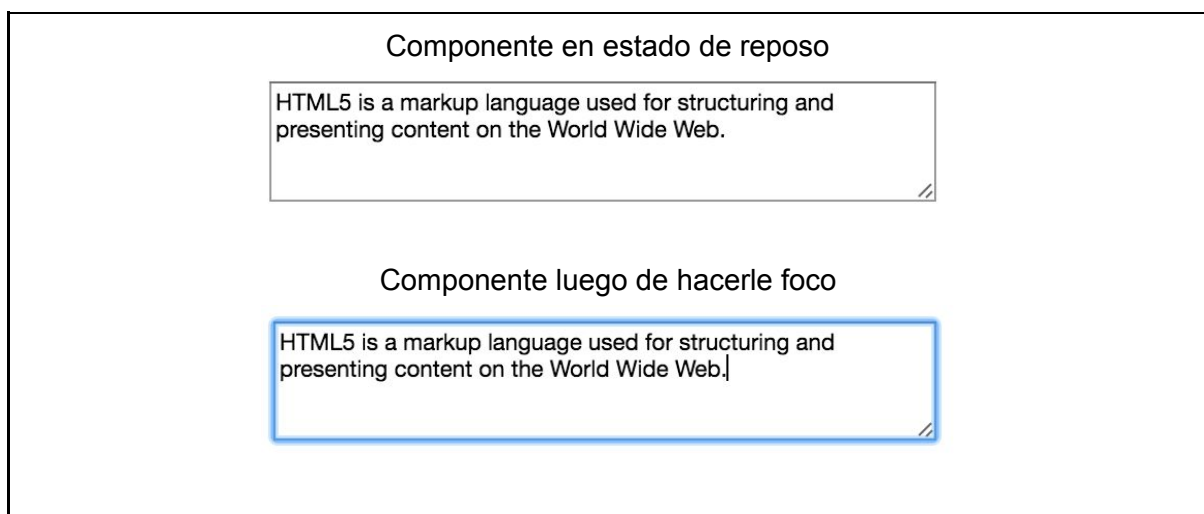 Componente en estado de reposo
HTML5 is a markup language used for structuring and
presenting content on the World Wide Web.
Componente luego de hacerle foco
HTML5 is a markup language used for structuring and
presenting content on the World Wide Web.